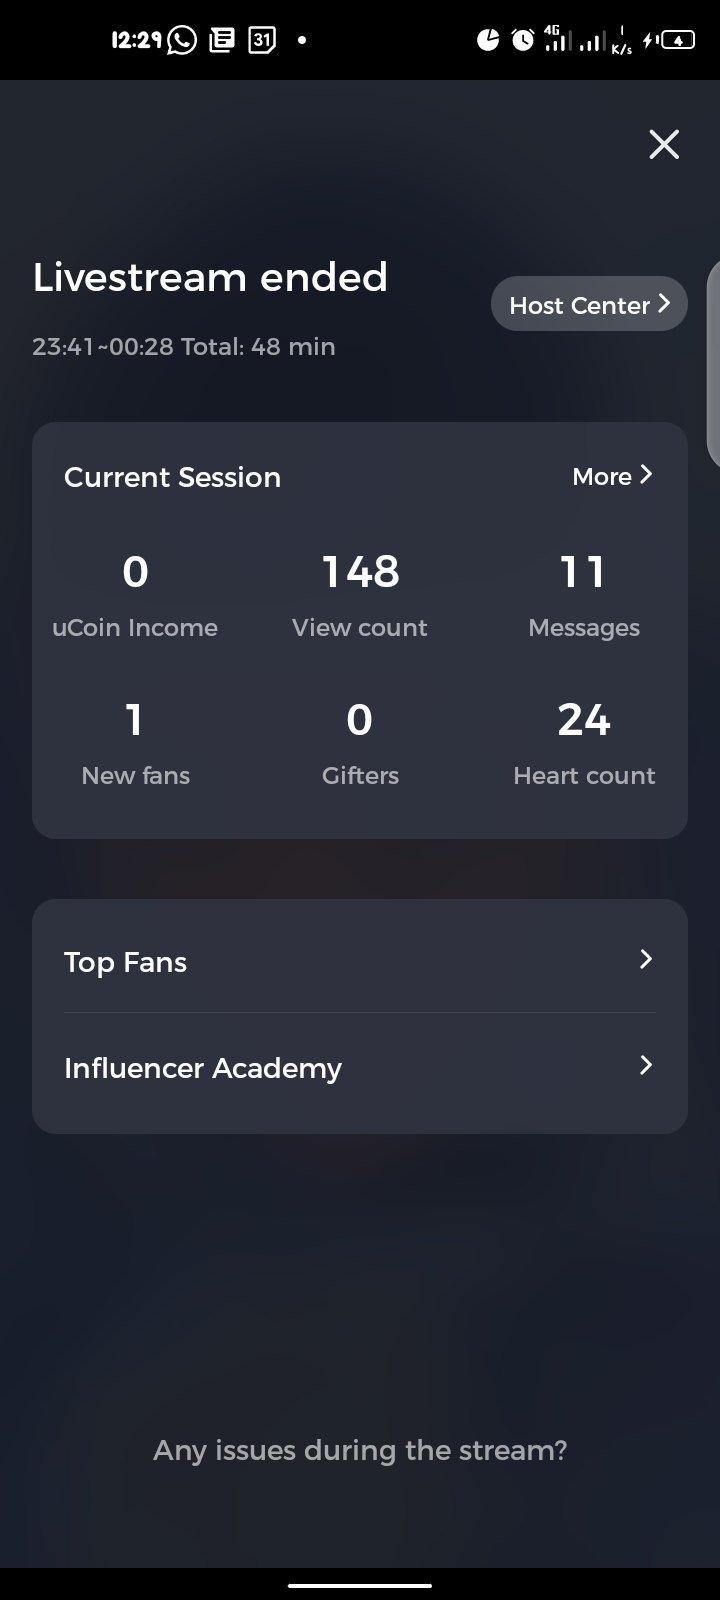 12:29 31 4G 1 K/s 4
Livestream ended
Host Center
23:41~00:28 Total: 48 min
Current Session
More
0 148 11
uCoin Income View count Messages
1 0 24
New fans Gifters Heart count
Top Fans
Influencer Academy
Any issues during the stream?